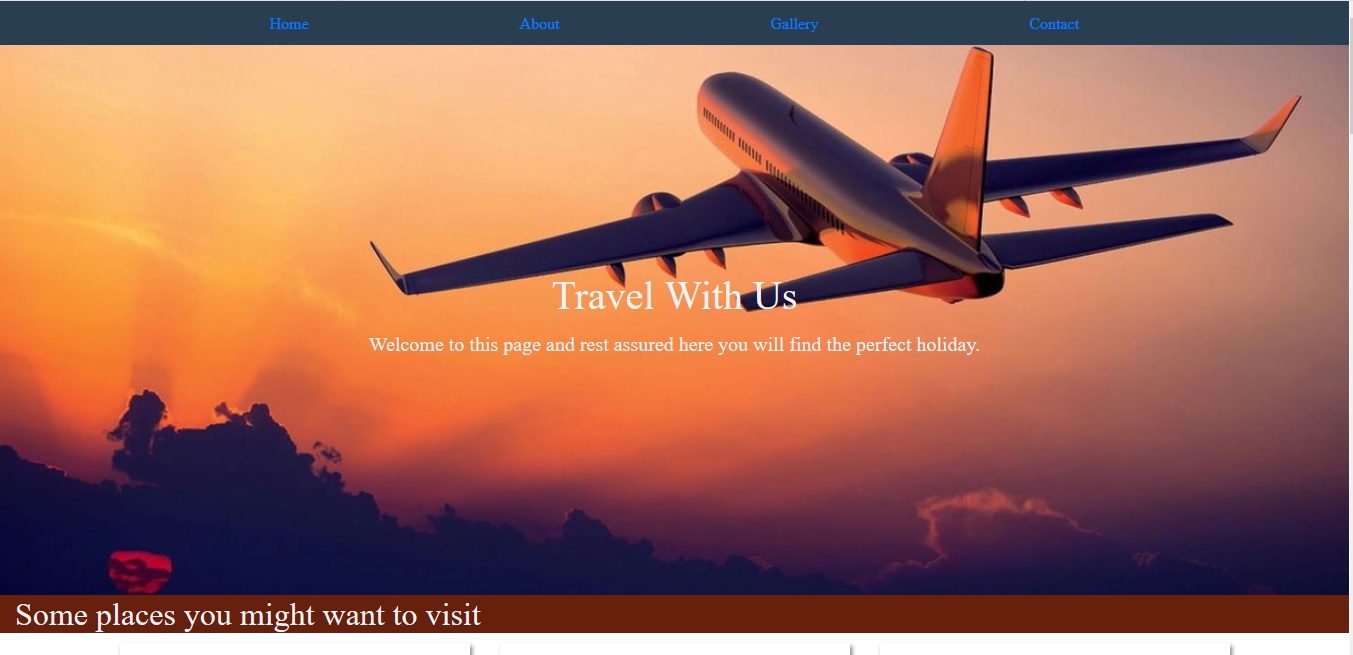 Home About Gallery Contact
Travel With Us
Welcome to this page and rest assured here you will find the perfect holiday.
Some places you might want to visit